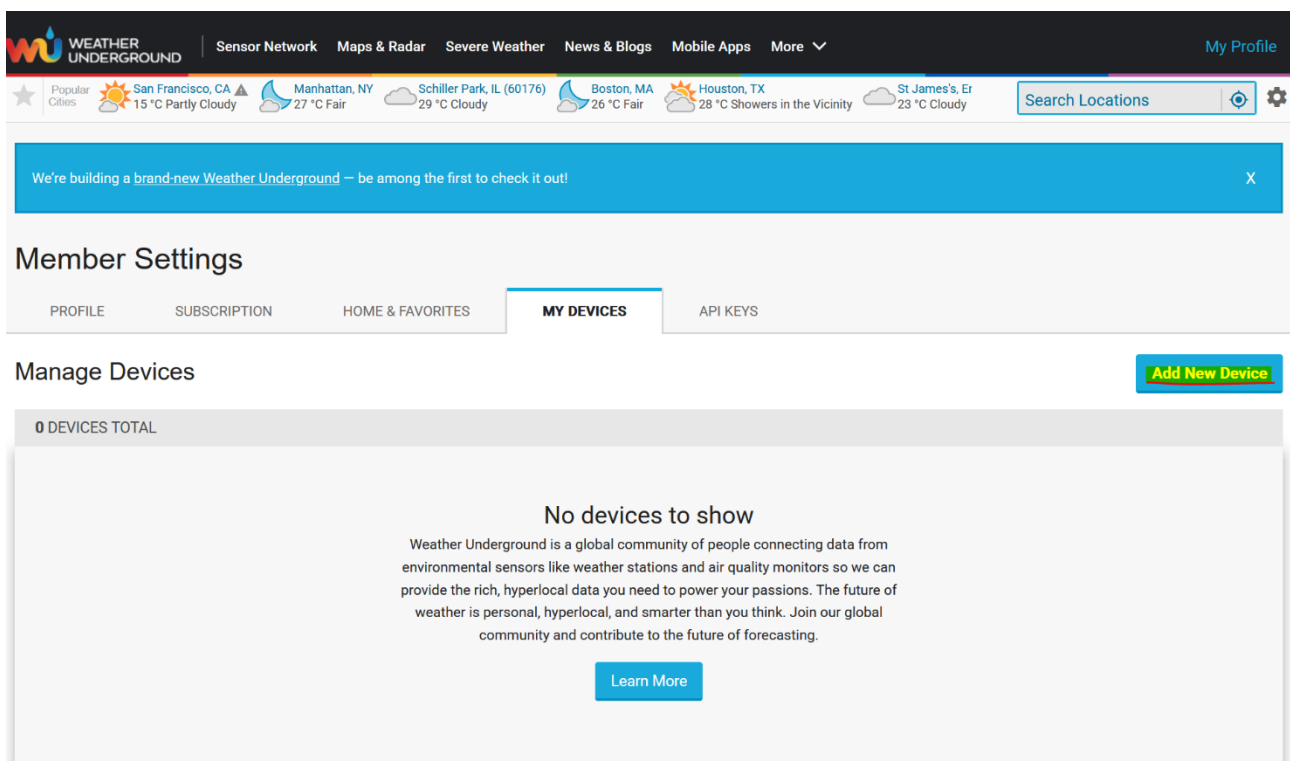 WEATHER
UNDERGROUND
Sensor Network Maps & Radar Severe Weather News & Blogs Mobile Apps More
My Profile
Popular
Cities
San Francisco, CA
15 °C Partly Cloudy
Manhattan, NY
27 °C Fair
Schiller Park, IL (60176)
29 °C Cloudy
Boston, MA
26 °C Fair
Houston, TX
28 °C Showers in the Vicinity
St James's, Er
23 °C Cloudy
Search Locations
We're building a brand-new Weather Underground — be among the first to check it out!
X
Member Settings
PROFILE SUBSCRIPTION HOME & FAVORITES MY DEVICES API KEYS
Manage Devices
Add New Device
0 DEVICES TOTAL
No devices to show
Weather Underground is a global community of people connecting data from
environmental sensors like weather stations and air quality monitors so we can
provide the rich, hyperlocal data you need to power your passions. The future of
weather is personal, hyperlocal, and smarter than you think. Join our global
community and contribute to the future of forecasting.
Learn More